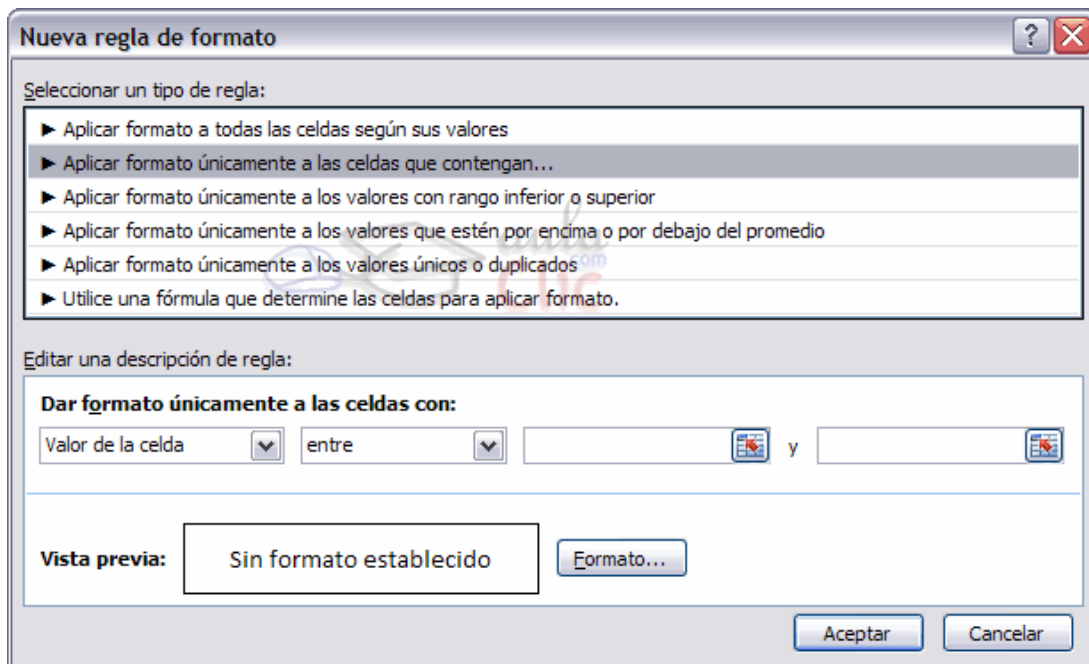 Nueva regla de formato
Seleccionar un tipo de regla:
► Aplicar formato a todas las celdas según sus valores
► Aplicar formato únicamente a las celdas que contengan...
► Aplicar formato únicamente a los valores con rango inferior o superior
► Aplicar formato únicamente a los valores que estén por encima o por debajo del promedio
► Aplicar formato únicamente a los valores únicos o duplicados
► Utilice una fórmula que determine las celdas para aplicar formato.
aula
.com
Clic
Editar una descripción de regla:
Dar formato únicamente a las celdas con:
Valor de la celda entre y
Vista previa: Sin formato establecido Formato...
Aceptar Cancelar